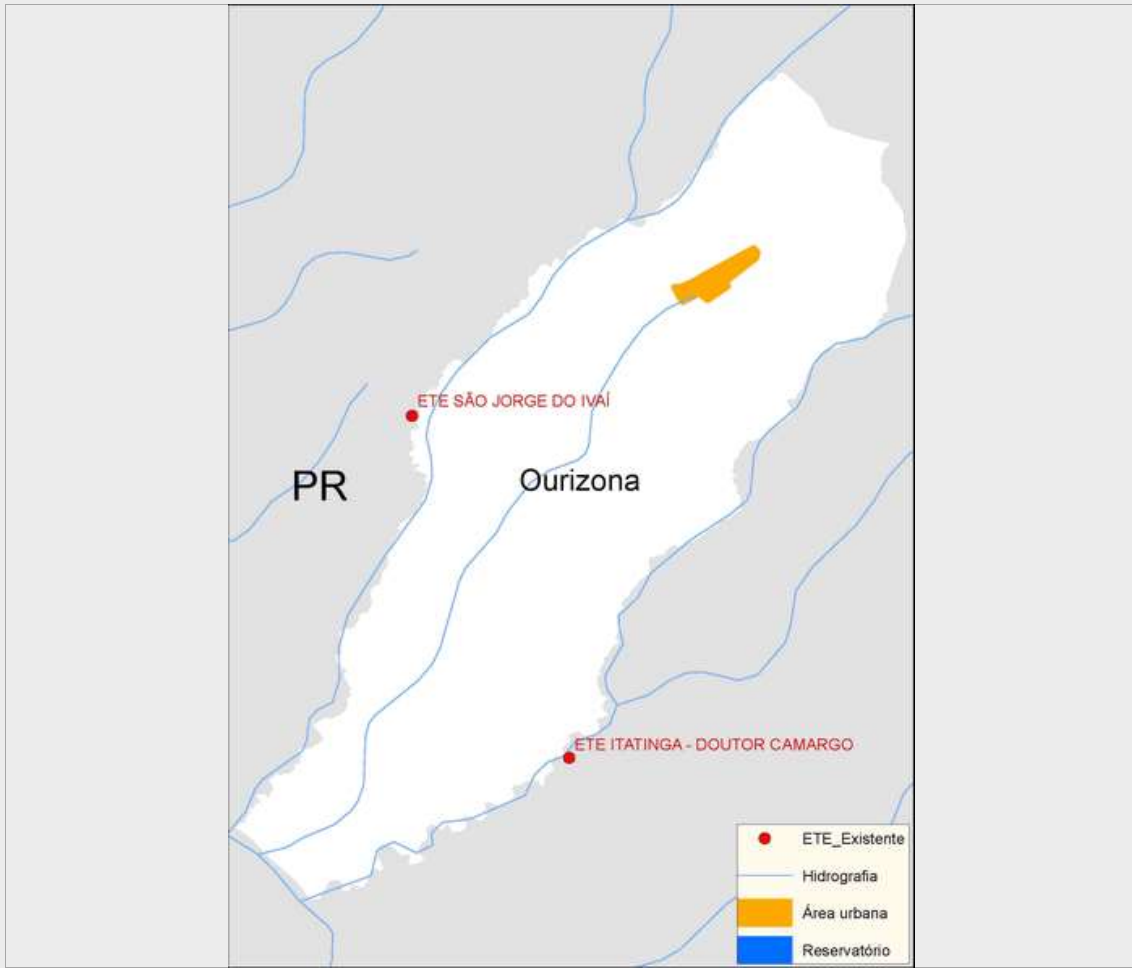 ETE SÃO JORGE DO IVAÍ
PR
Ourizona
ETE ITATINGA - DOUTOR CAMARGO
ETE_Existente
Hidrografia
Área urbana
Reservatório